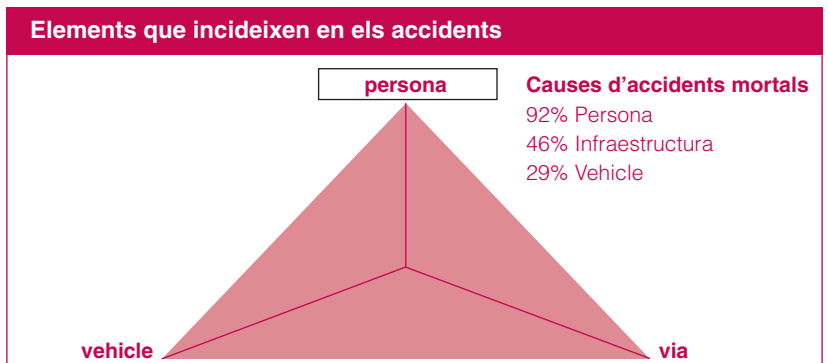 Elements que incideixen en els accidents
persona
Causes d'accidents mortals
92% Persona
46% Infraestructura
29% Vehicle
vehicle
via